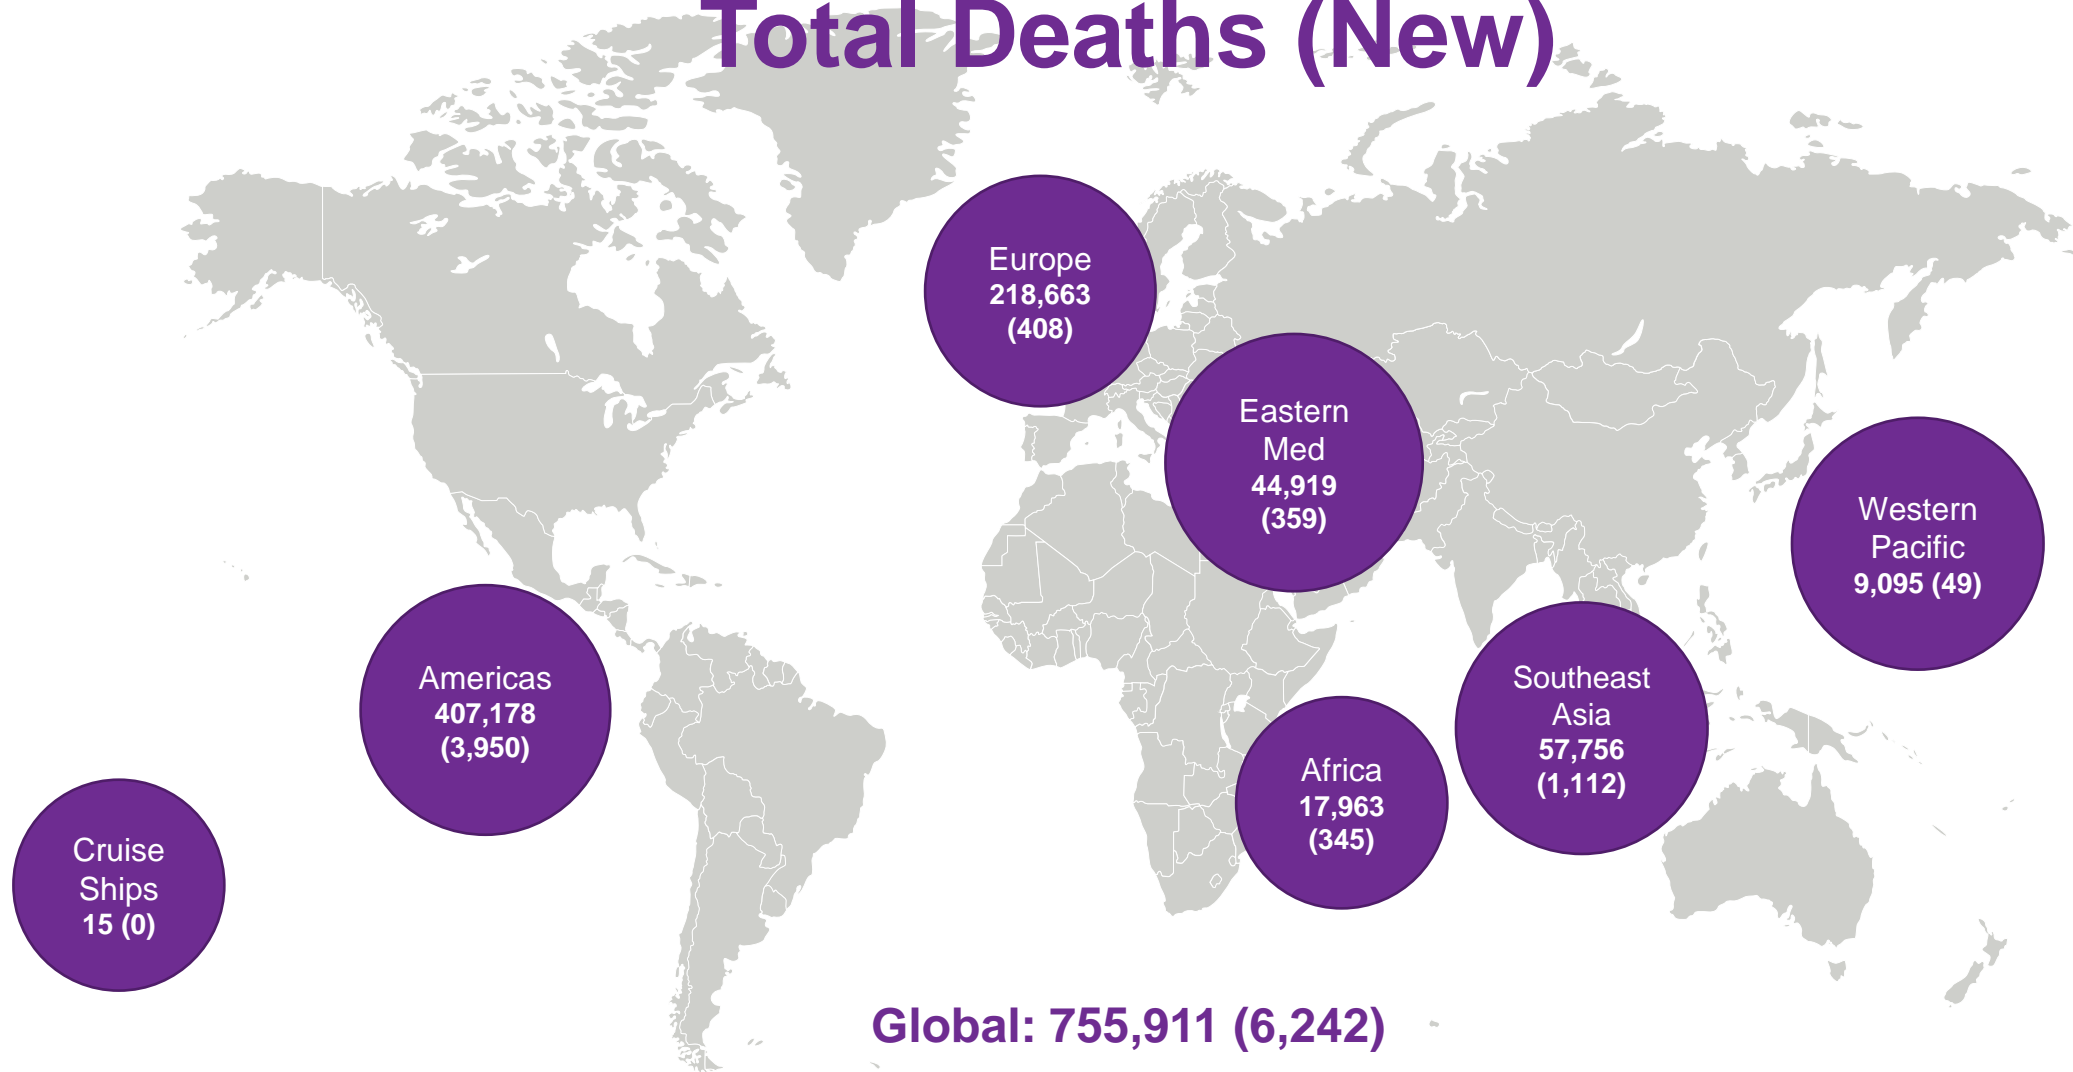 Total Deaths (New)
Europe
218,663
(408)
Eastern
Med
44,919
(359)
Western
Pacific
9,095 (49)
Americas
407,178
(3,950)
Southeast
Asia
57,756
(1,112)
Africa
17,963
(345)
Cruise
Ships
15 (0)
Global: 755,911 (6,242)